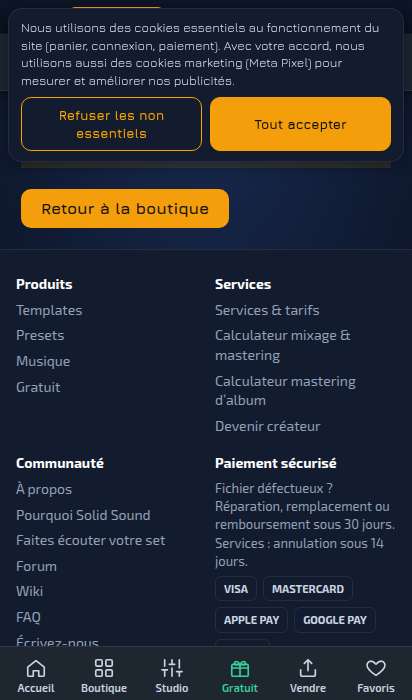 Nous utilisons des cookies essentiels au fonctionnement du
site (panier, connexion, paiement). Avec votre accord, nous
utilisons aussi des cookies marketing (Meta Pixel) pour
mesurer et améliorer nos publicités.
Refuser les non
essentiels
Tout accepter
Retour à la boutique
Produits
Templates
Presets
Musique
Gratuit
Services
Services & tarifs
Calculateur mixage &
mastering
Calculateur mastering
d'album
Devenir créateur
Communauté
À propos
Pourquoi Solid Sound
Faites écouter votre set
Forum
Wiki
FAQ
Écrivez-nous
Paiement sécurisé
Fichier défectueux ?
Réparation, remplacement ou
remboursement sous 30 jours.
Services : annulation sous 14
jours.
VISA
MASTERCARD
APPLE PAY
GOOGLE PAY
Accueil
Boutique
Studio
Gratuit
Vendre
Favoris